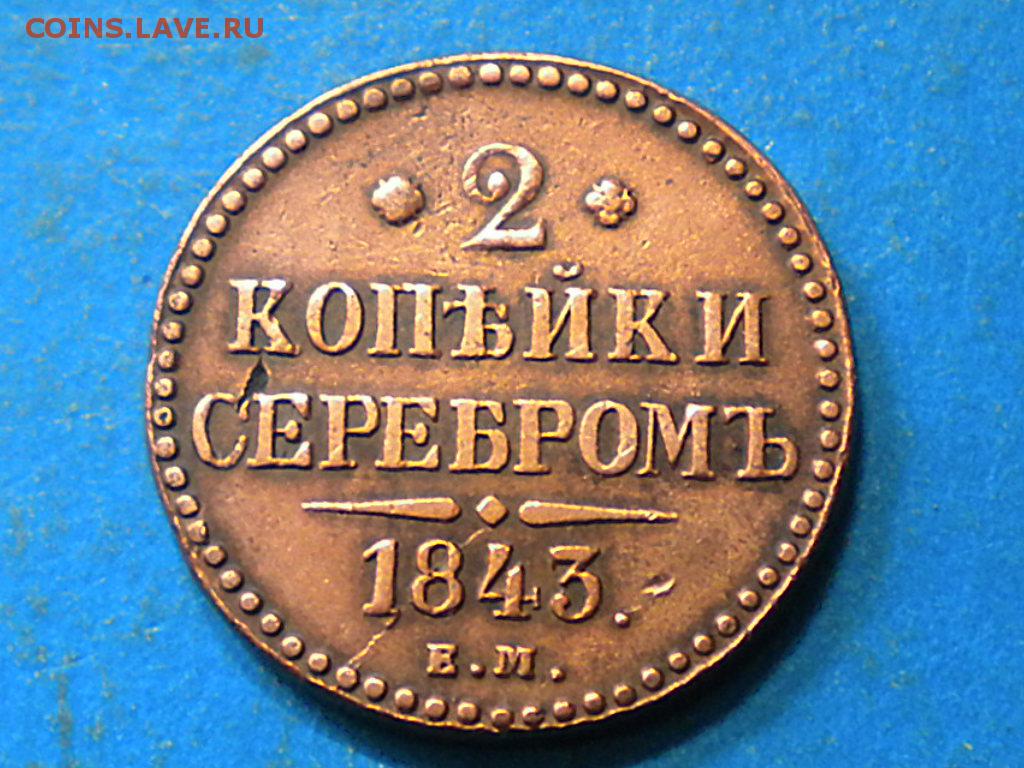 COINS.LAVE.RU
2
КОПѢЙКИ
СЕРЕБРОМЪ
1843.
Е.М.